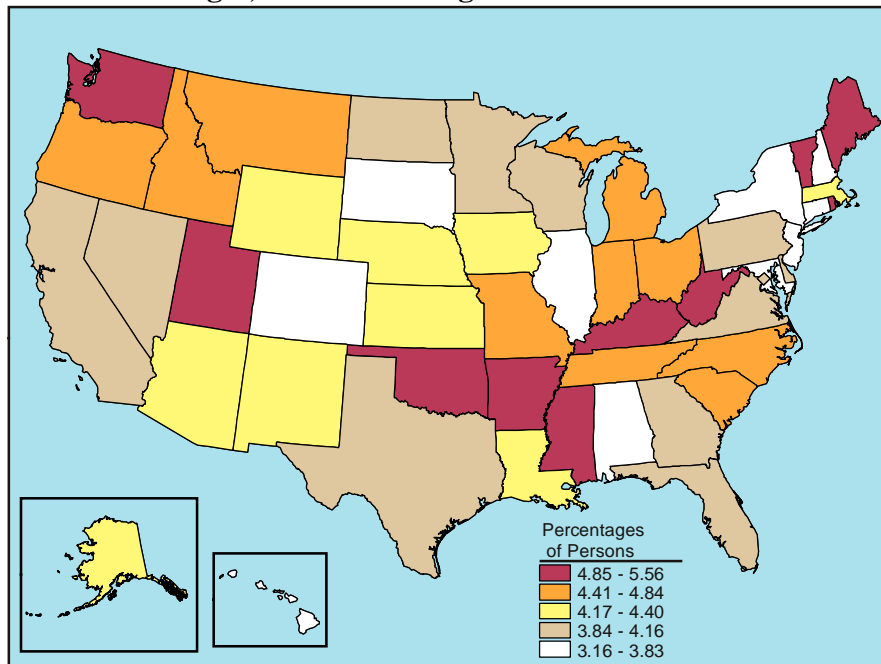 Percentages
of Persons
4.85 - 5.56
4.41 - 4.84
4.17 - 4.40
3.84 - 4.16
3.16 - 3.83